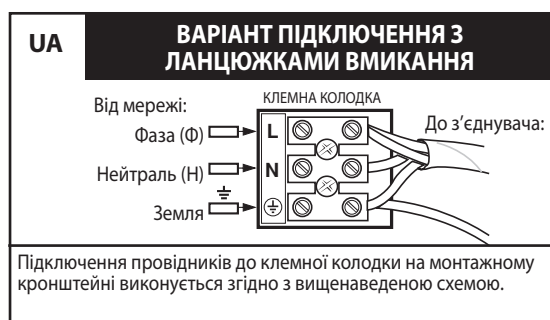 UA
ВАРІАНТ ПІДКЛЮЧЕННЯ З
ЛАНЦЮЖКАМИ ВМИКАННЯ
Від мережі:
КЛЕМНА КОЛОДКА
Фаза (Ф)
L
До з’єднувача:
Нейтраль (Н)
N
Земля
Підключення провідників до клемної колодки на монтажному
кронштейні виконується згідно з вищенаведеною схемою.